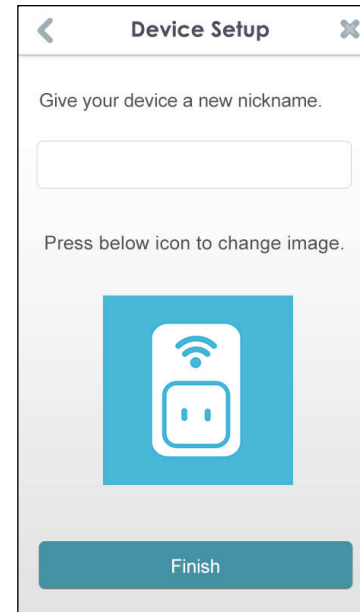 Device Setup
Give your device a new nickname.
Press below icon to change image.
Finish